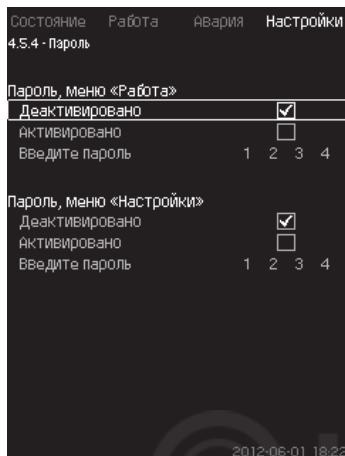 Состояние Работа Авария Настройки
4.5.4 - Пароль
Пароль, меню «Работа»
Деактивировано
Активировано
Введите пароль 1 2 3 4
Пароль, меню «Настройки»
Деактивировано
Активировано
Введите пароль 1 2 3 4
2012-06-01 18:22